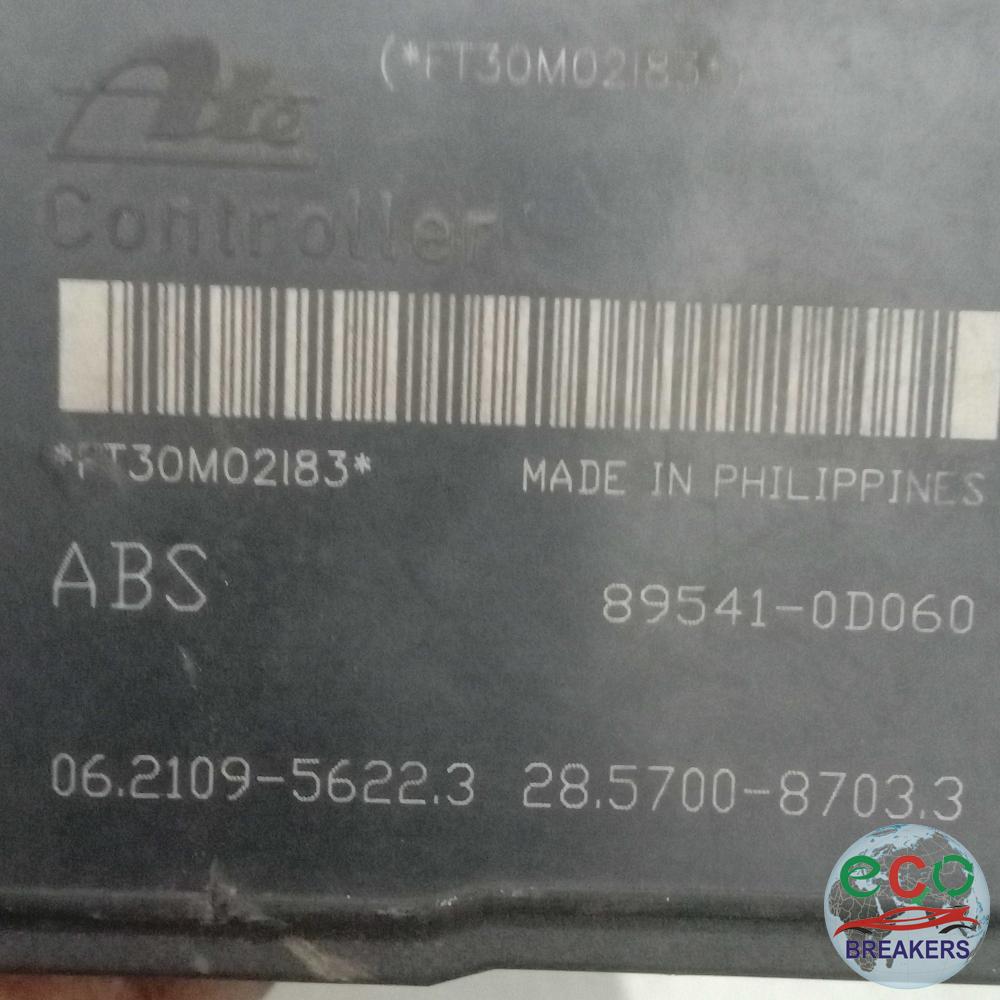 (*FT30M02183*)
Ate
Controller
*FT30M02183*
MADE IN PHILIPPINES
ABS
89541-0D060
06.2109-5622.3 28.5700-8703.3
eco
BREAKERS